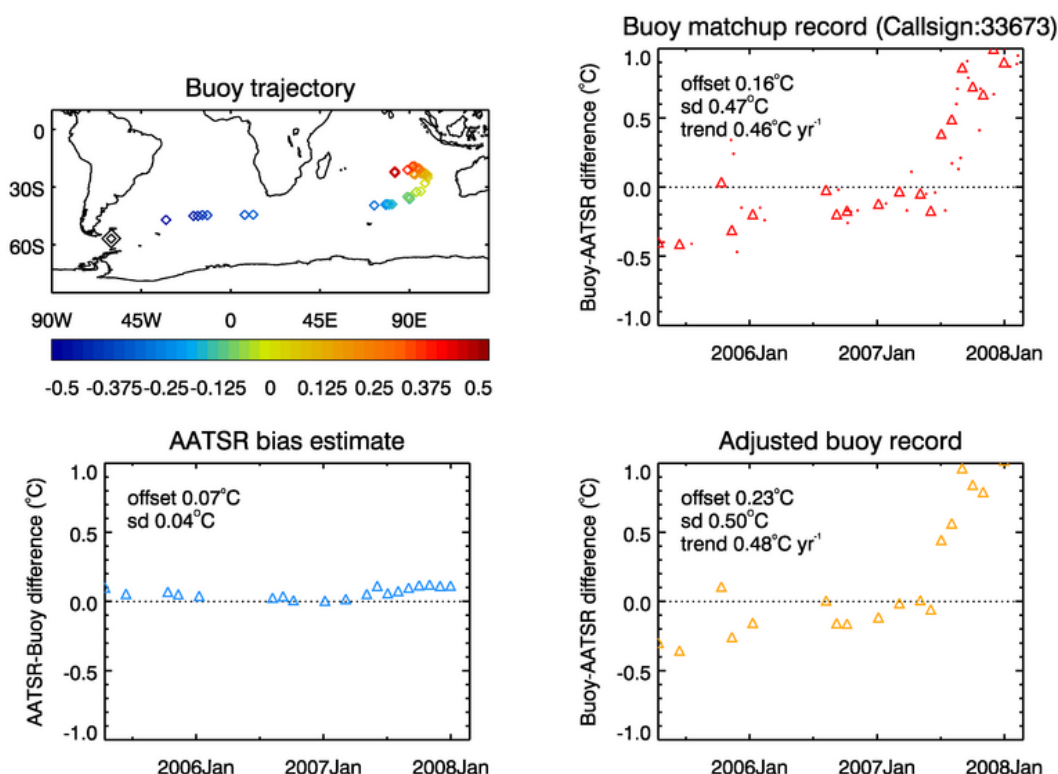 Buoy trajectory
0
30S
60S
90W 45W 0 45E 90E
-0.5 -0.375 -0.25 -0.125 0 0.125 0.25 0.375 0.5
Buoy matchup record (Callsign:33673)
Buoy-AATSR difference (°C)
1.0
0.5
0.0
-0.5
-1.0
offset 0.16°C
sd 0.47°C
trend 0.46°C yr⁻¹
2006Jan 2007Jan 2008Jan
AATSR bias estimate
AATSR-Buoy difference (°C)
1.0
0.5
0.0
-0.5
-1.0
offset 0.07°C
sd 0.04°C
2006Jan 2007Jan 2008Jan
Adjusted buoy record
Buoy-AATSR difference (°C)
1.0
0.5
0.0
-0.5
-1.0
offset 0.23°C
sd 0.50°C
trend 0.48°C yr⁻¹
2006Jan 2007Jan 2008Jan